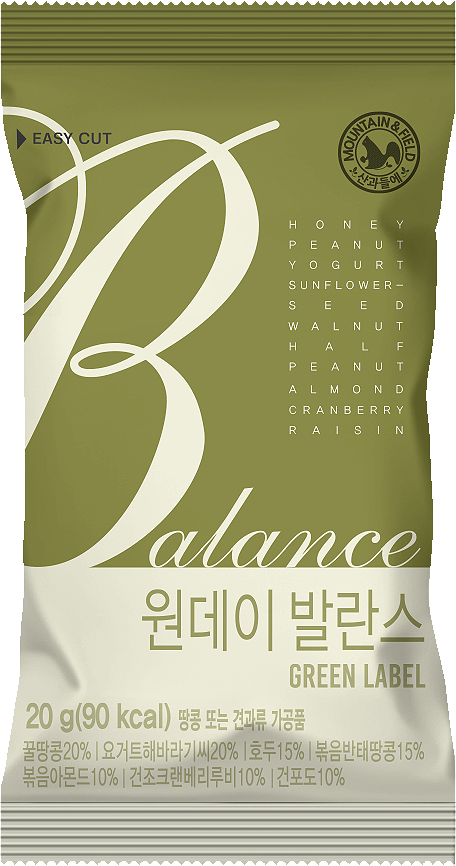 EASY CUT
MOUNTAIN & FIELD
산과들에
HONEY
PEANUT
YOGURT
SUNFLOWER–
SEED
WALNUT
HALF
PEANUT
ALMOND
CRANBERRY
RAISIN
Balance
원데이 발란스
GREEN LABEL
20 g(90 kcal) 땅콩 또는 견과류 가공품
꿀땅콩20% | 요거트해바라기씨20% | 호두15% | 볶음반태땅콩15%
볶음아몬드10% | 건조크랜베리루비10% | 건포도10%